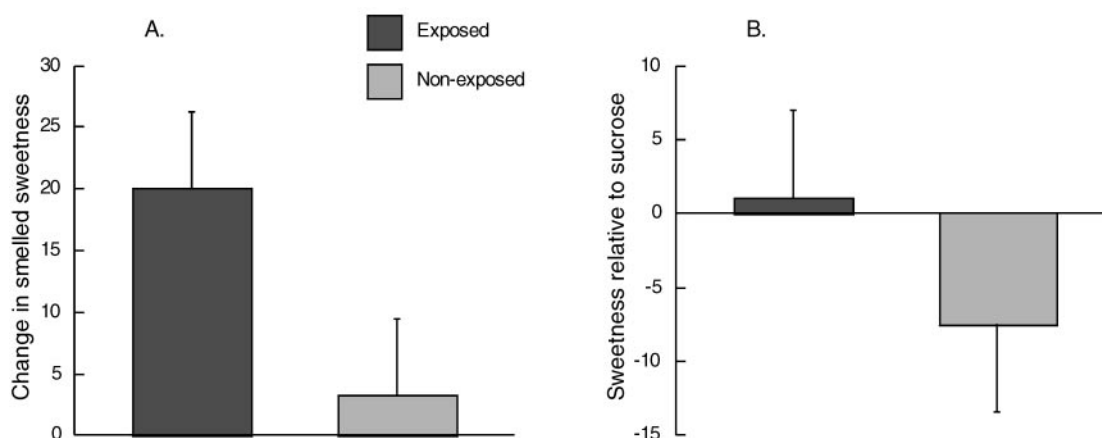 A.
Exposed
Non-exposed
Change in smelled sweetness
30
25
20
15
10
5
0
B.
Sweetness relative to sucrose
10
5
0
-5
-10
-15